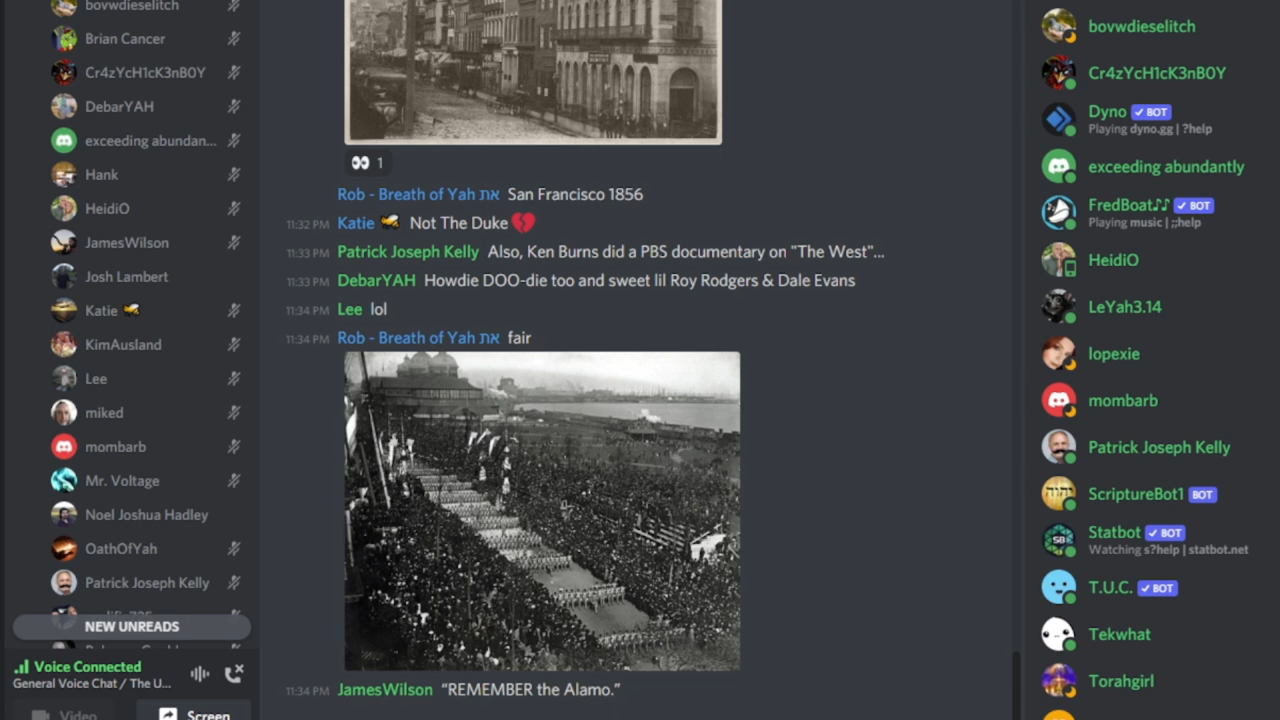 bovwdieselitch
Brian Cancer
Cr4zYcH1cK3nB0Y
DebarYAH
exceeding abundan...
Hank
HeidiO
JamesWilson
Josh Lambert
Katie
KimAusland
Lee
miked
mombarb
Mr. Voltage
Noel Joshua Hadley
OathOfYah
Patrick Joseph Kelly
NEW UNREADS
Voice Connected
General Voice Chat / The U...
Video
Screen
1
Rob - Breath of Yah את San Francisco 1856
11:32 PM Katie Not The Duke
11:33 PM Patrick Joseph Kelly Also, Ken Burns did a PBS documentary on "The West"...
11:33 PM DebarYAH Howdie DOO-die too and sweet lil Roy Rodgers & Dale Evans
11:34 PM Lee lol
11:34 PM Rob - Breath of Yah את fair
11:34 PM JamesWilson “REMEMBER the Alamo.”
bovwdieselitch
Cr4zYcH1cK3nB0Y
Dyno ✓ BOT
Playing dyno.gg | ?help
exceeding abundantly
FredBoat♪♪ ✓ BOT
Playing music | ;;help
HeidiO
LeYah3.14
lopexie
mombarb
Patrick Joseph Kelly
ScriptureBot1 BOT
יהוה
Statbot ✓ BOT
SB
Watching s?help | statbot.net
T.U.C. ✓ BOT
Tekwhat
Torahgirl